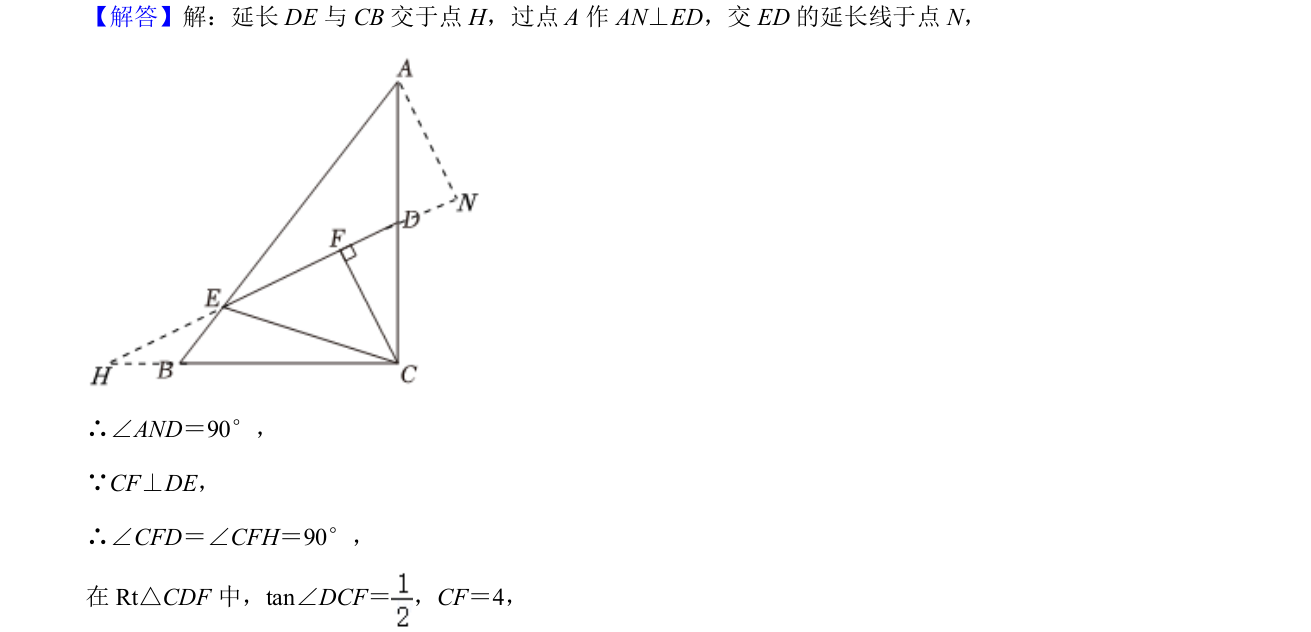 【解答】解：延长 DE 与 CB 交于点 H，过点 A 作 AN⊥ED，交 ED 的延长线于点 N，
A
N
D
F
E
H
B
C
∴∠AND＝90°，
∵CF⊥DE，
∴∠CFD＝∠CFH＝90°，
在 Rt△CDF 中，tan∠DCF＝1/2，CF＝4，